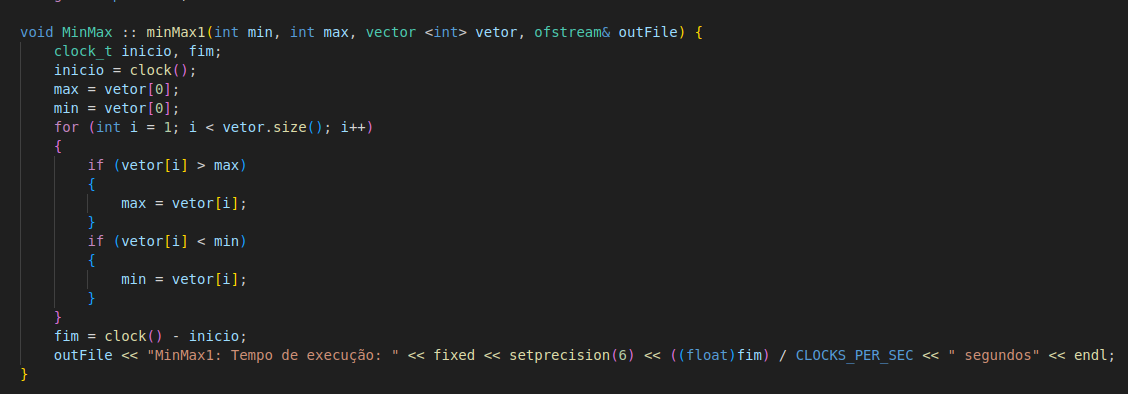 void MinMax :: minMax1(int min, int max, vector <int> vetor, ofstream& outFile) {
    clock_t inicio, fim;
    inicio = clock();
    max = vetor[0];
    min = vetor[0];
    for (int i = 1; i < vetor.size(); i++)
    {
        if (vetor[i] > max)
        {
            max = vetor[i];
        }
        if (vetor[i] < min)
        {
            min = vetor[i];
        }
    }
    fim = clock() - inicio;
    outFile << "MinMax1: Tempo de execução: " << fixed << setprecision(6) << ((float)fim) / CLOCKS_PER_SEC << " segundos" << endl;
}